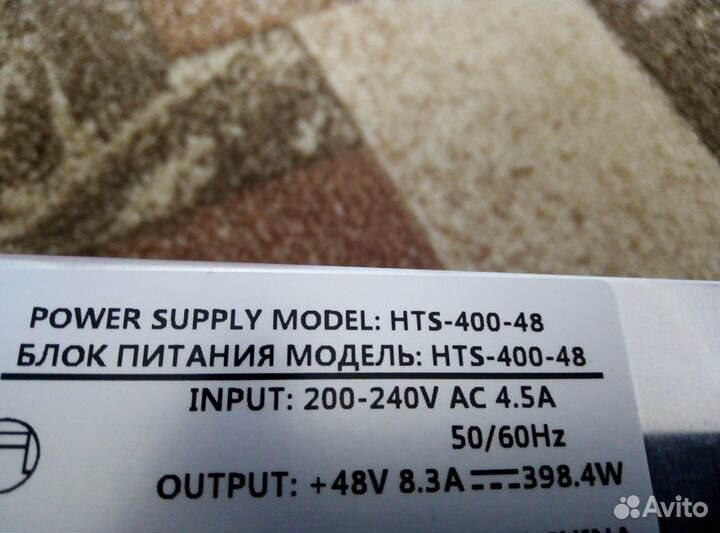 POWER SUPPLY MODEL: HTS-400-48
БЛОК ПИТАНИЯ МОДЕЛЬ: HTS-400-48
INPUT: 200-240V AC 4.5A
50/60Hz
OUTPUT: +48V 8.3A⎓398.4W
Avito